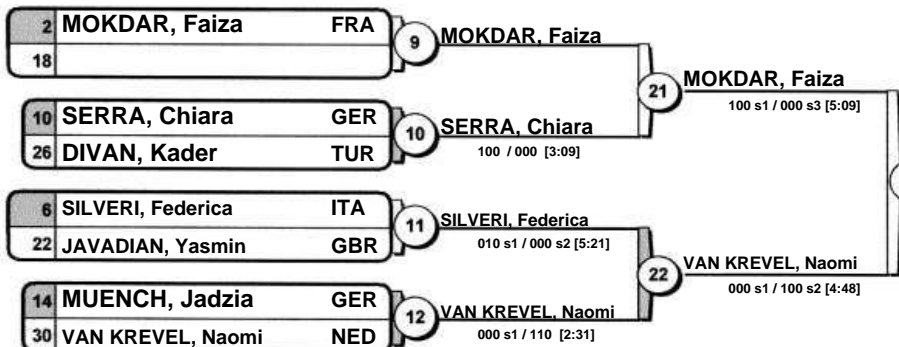 2 MOKDAR, Faiza FRA
18
9 MOKDAR, Faiza
21 MOKDAR, Faiza
100 s1 / 000 s3 [5:09]
10 SERRA, Chiara GER
26 DIVAN, Kader TUR
10 SERRA, Chiara
100 / 000 [3:09]
6 SILVERI, Federica ITA
22 JAVADIAN, Yasmin GBR
11 SILVERI, Federica
010 s1 / 000 s2 [5:21]
22 VAN KREVEL, Naomi
000 s1 / 100 s2 [4:48]
14 MUENCH, Jadzia GER
30 VAN KREVEL, Naomi NED
12 VAN KREVEL, Naomi
000 s1 / 110 [2:31]